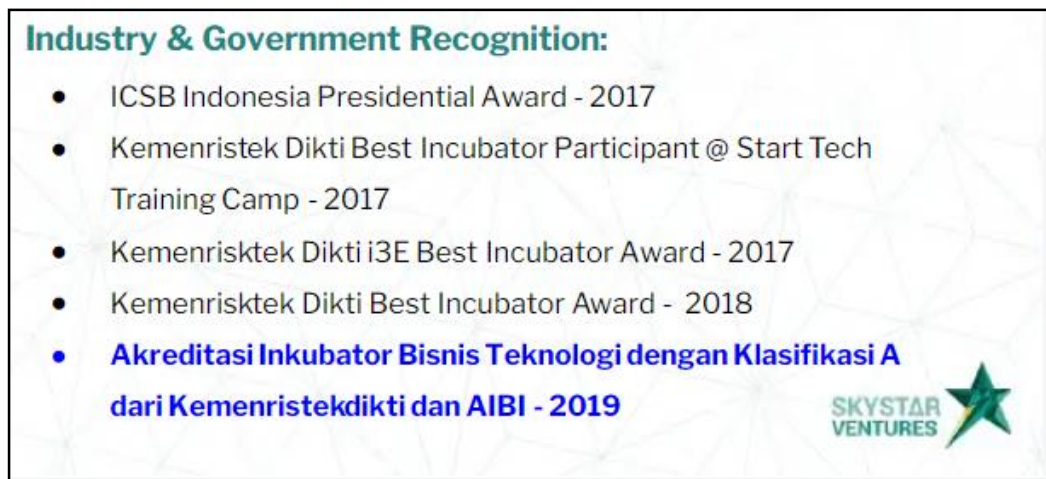 Industry & Government Recognition:
● ICSB Indonesia Presidential Award - 2017
● Kemenristek Dikti Best Incubator Participant @ Start Tech
Training Camp - 2017
● Kemenrisktek Dikti i3E Best Incubator Award - 2017
● Kemenrisktek Dikti Best Incubator Award - 2018
● Akreditasi Inkubator Bisnis Teknologi dengan Klasifikasi A
dari Kemenristekdikti dan AIBI - 2019
SKYSTAR
VENTURES